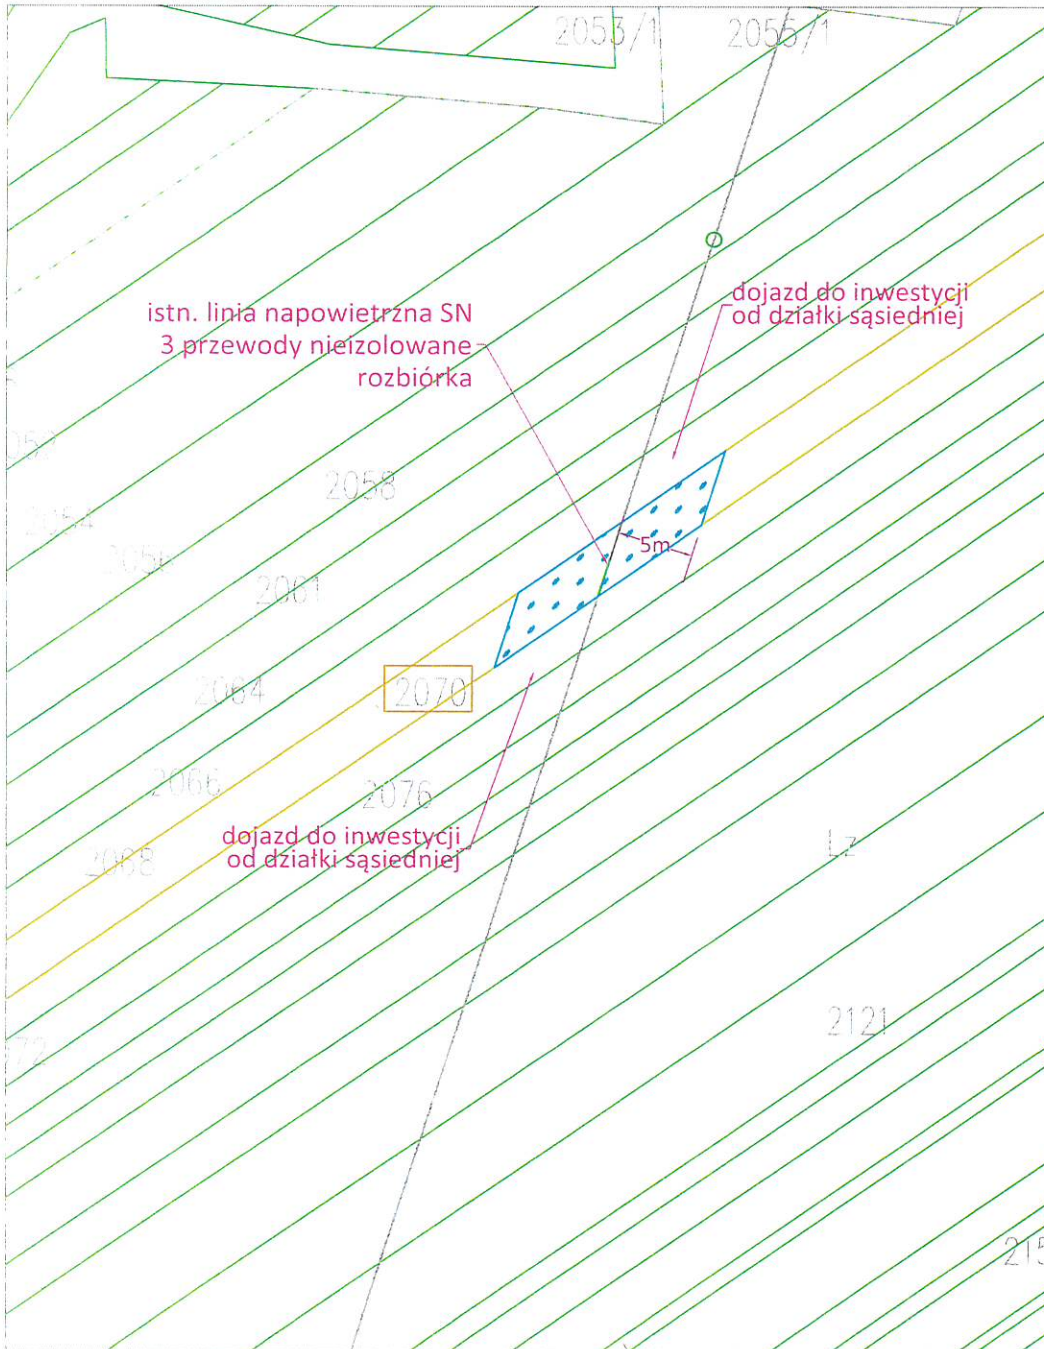 2053/1
2055/1
dojazd do inwestycji
od działki sąsiedniej
istn. linia napowietrzna SN
3 przewody nieizolowane
rozbiórka
2058
2054
2061
5m
2064
2070
2066
2076
dojazd do inwestycji
od działki sąsiedniej
2068
Lz
2121